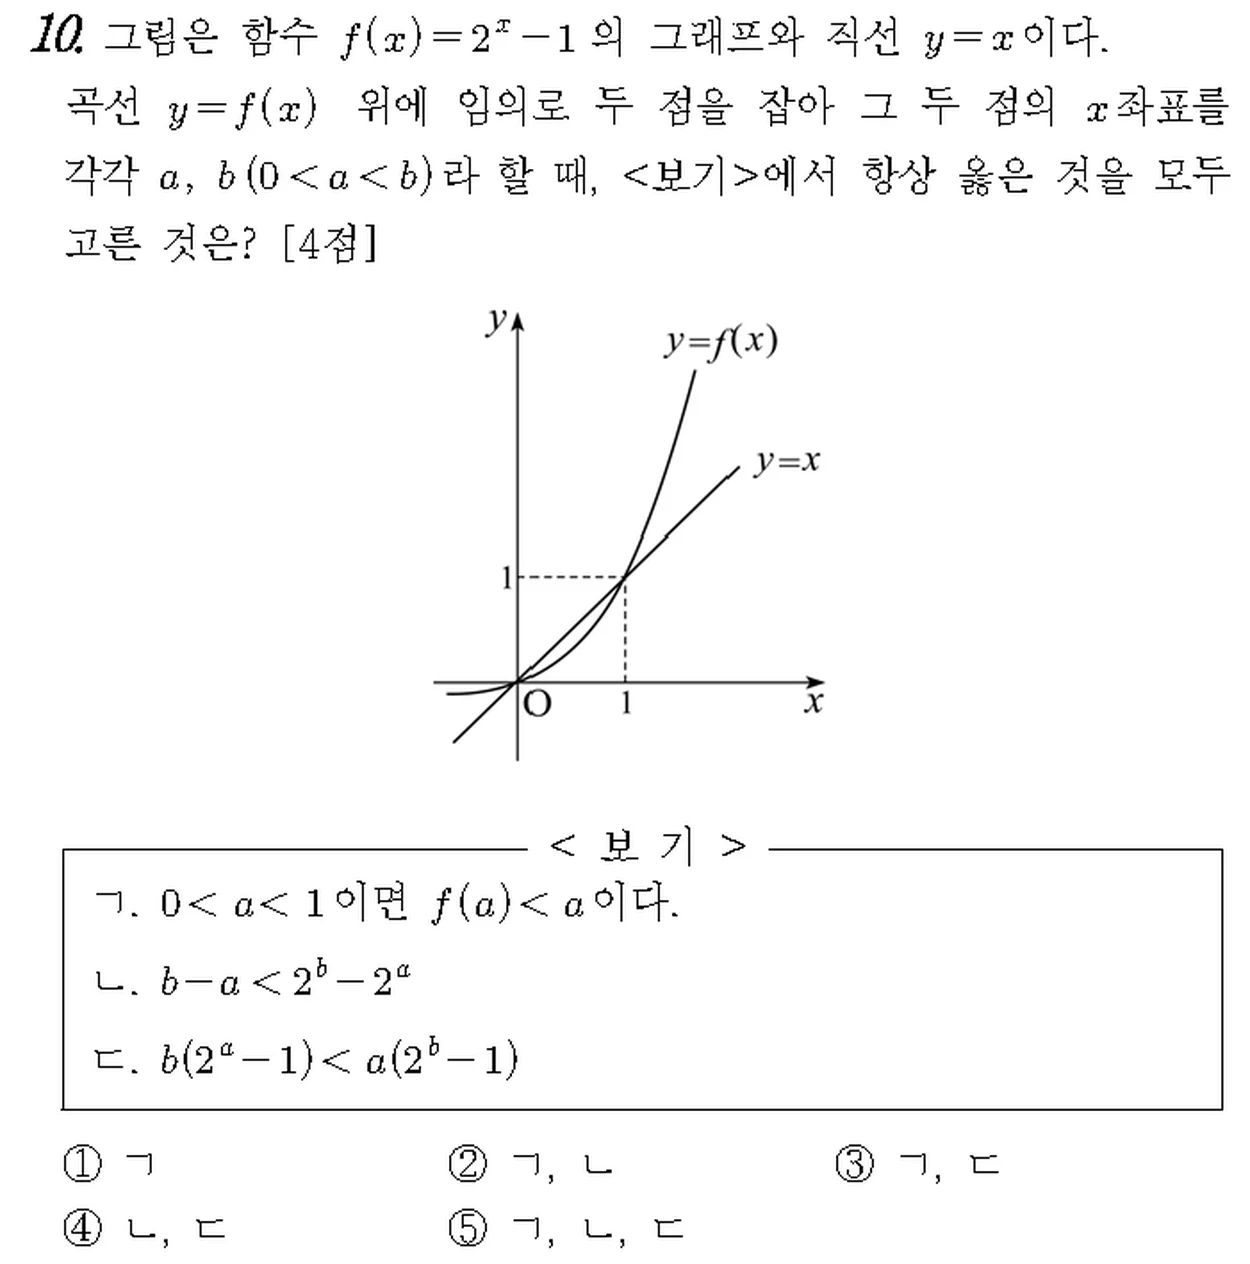 10. 그림은 함수 f(x)=2^x-1의 그래프와 직선 y=x이다.
곡선 y=f(x) 위에 임의로 두 점을 잡아 그 두 점의 x좌표를
각각 a, b(0<a<b)라 할 때, <보기>에서 항상 옳은 것을 모두
고른 것은? [4점]
y
y=f(x)
y=x
1
O 1 x
< 보 기 >
ㄱ. 0<a<1이면 f(a)<a이다.
ㄴ. b-a<2^b-2^a
ㄷ. b(2^a-1)<a(2^b-1)
① ㄱ ② ㄱ, ㄴ ③ ㄱ, ㄷ
④ ㄴ, ㄷ ⑤ ㄱ, ㄴ, ㄷ